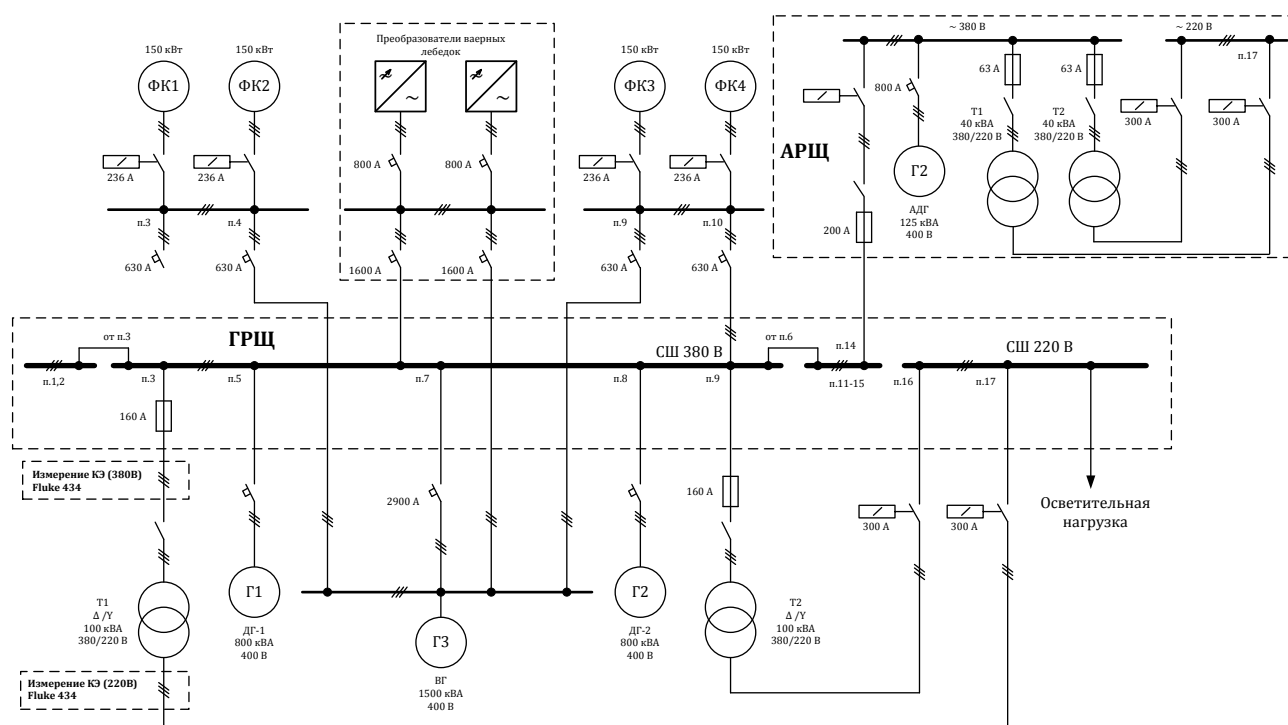 150 кВт
ФК1
236 А
п.3
630 А
150 кВт
ФК2
236 А
п.4
630 А
Преобразователи ваерных
лебедок
~
~
800 А
800 А
1600 А
1600 А
150 кВт
ФК3
236 А
п.9
630 А
150 кВт
ФК4
236 А
п.10
630 А
АРЩ
~ 380 В
~ 220 В
п.17
800 А
63 А
63 А
Т1
40 кВА
380/220 В
Т2
40 кВА
380/220 В
300 А
300 А
Г2
АДГ
125 кВА
400 В
200 А
ГРЩ
от п.3
п.1,2
п.3
п.5
п.7
п.8
СШ 380 В
п.9
от п.6
п.14
п.11-15
СШ 220 В
п.16
п.17
160 А
Измерение КЭ (380В)
Fluke 434
2900 А
160 А
300 А
300 А
Осветительная
нагрузка
Т1
Δ /Y
100 кВА
380/220 В
Г1
ДГ-1
800 кВА
400 В
Г3
ВГ
1500 кВА
400 В
Г2
ДГ-2
800 кВА
400 В
Т2
Δ /Y
100 кВА
380/220 В
Измерение КЭ (220В)
Fluke 434